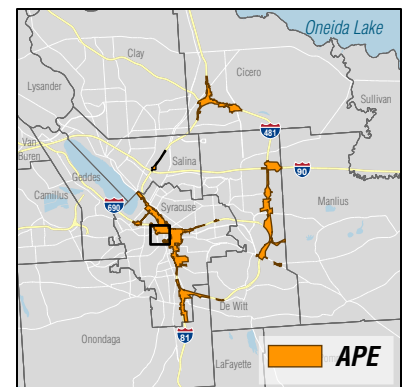 Oneida Lake
Clay
Cicero
Lysander
Sullivan
481
Van
Buren
Salina
90
Geddes
Camillus
Syracuse
Manlius
690
De Witt
Onondaga
81
LaFayette
APE